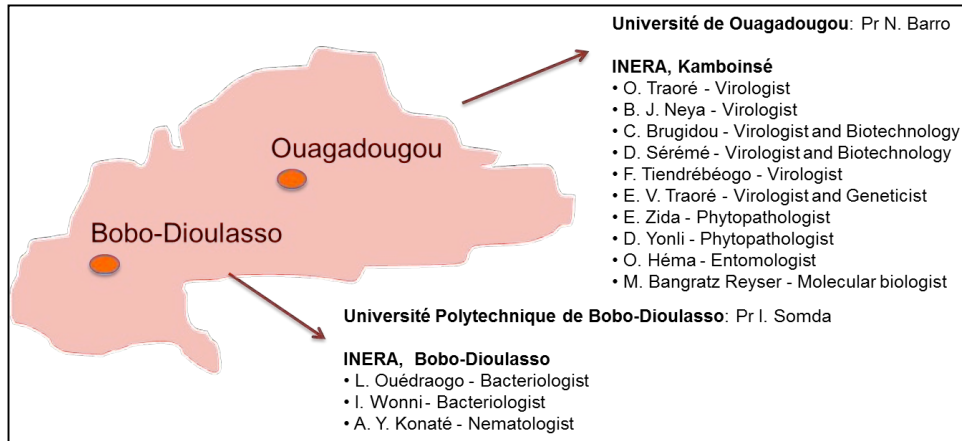 Université de Ouagadougou: Pr N. Barro
INERA, Kamboinsé
• O. Traoré - Virologist
• B. J. Neya - Virologist
• C. Brugidou - Virologist and Biotechnology
• D. Sérémé - Virologist and Biotechnology
• F. Tiendrébéogo - Virologist
• E. V. Traoré - Virologist and Geneticist
• E. Zida - Phytopathologist
• D. Yonli - Phytopathologist
• O. Héma - Entomologist
• M. Bangratz Reyser - Molecular biologist
Ouagadougou
Bobo-Dioulasso
Université Polytechnique de Bobo-Dioulasso: Pr I. Somda
INERA, Bobo-Dioulasso
• L. Ouédraogo - Bacteriologist
• I. Wonni - Bacteriologist
• A. Y. Konaté - Nematologist